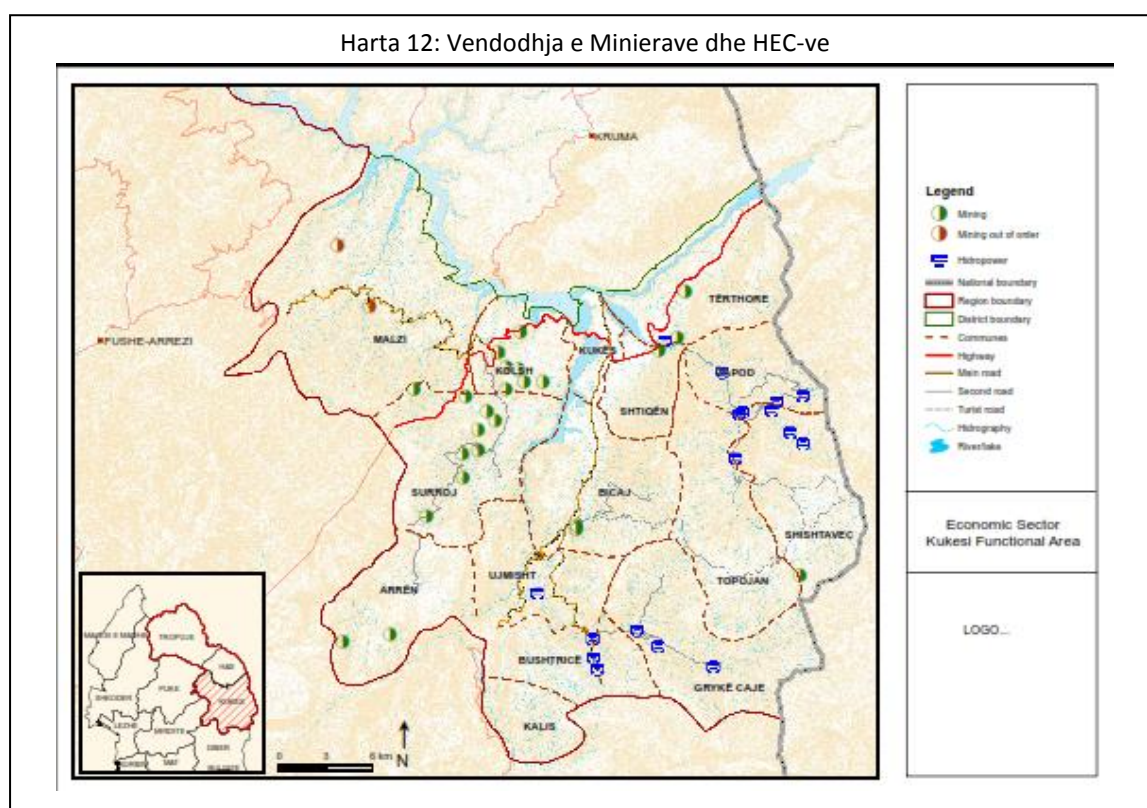 Harta 12: Vendodhja e Minierave dhe HEC-ve
KRUMA
FUSHE-ARREZI
TËRTHORE
MALZI
KOLSH
KUKËS
SHTIQËN
SURROJ
BICAJ
SHISHTAVEC
UJMISHT
TOPOJAN
ARRËN
BUSHTRICË
GRYKË CAJE
KALIS
TROPOJE
HAS
PUKE
SHKODER
KUKES
LEZHE
MIRDITE
DIBER
MAT
0 3 6 km
N
Legend
Mining
Mining out of order
Hidropower
National boundary
Region boundary
District boundary
Communes
Highway
Main road
Second road
Turist road
Hidrography
River/lake
Economic Sector
Kukesi Functional Area
LOGO...